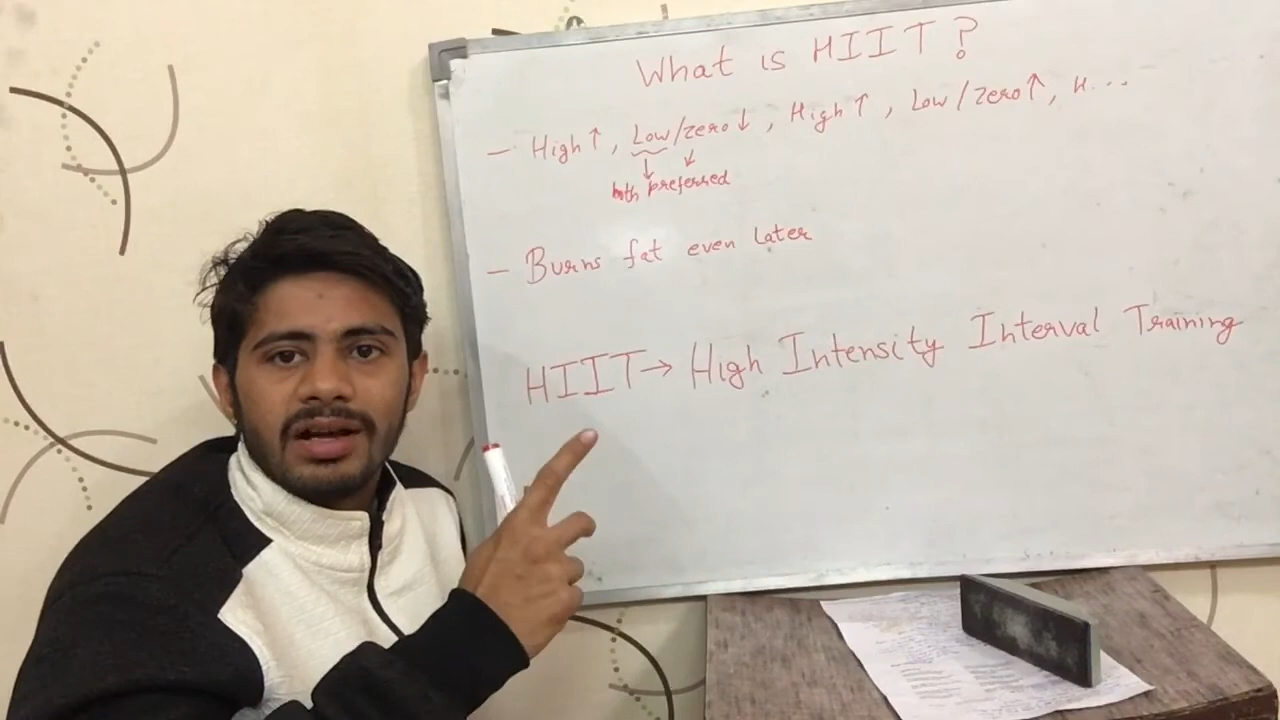 What is HIIT?
– High↑, Low/zero↓, High↑, Low/zero↑, H...
both preferred
– Burns fat even later
HIIT→ High Intensity Interval Training